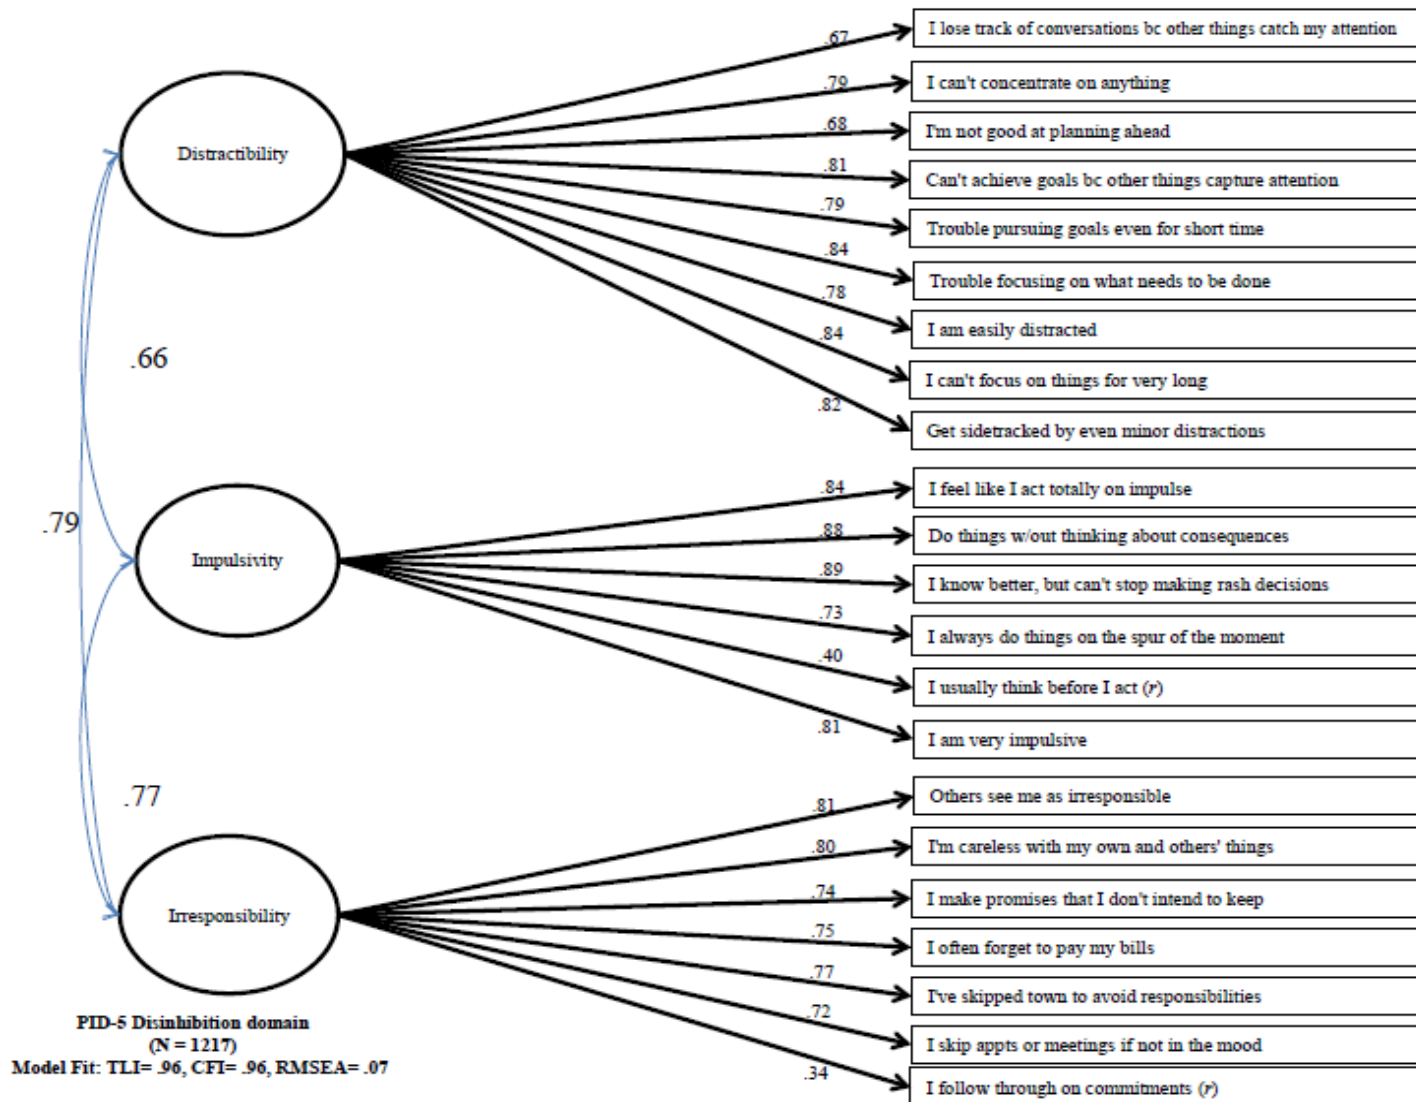 .67
I lose track of conversations bc other things catch my attention
.79
I can't concentrate on anything
.68
I'm not good at planning ahead
.81
Can't achieve goals bc other things capture attention
.79
Trouble pursuing goals even for short time
.84
Trouble focusing on what needs to be done
.78
I am easily distracted
.84
I can't focus on things for very long
.82
Get sidetracked by even minor distractions
Distractibility
.66
.79
.84
I feel like I act totally on impulse
.88
Do things w/out thinking about consequences
.89
I know better, but can't stop making rash decisions
.73
I always do things on the spur of the moment
.40
I usually think before I act (r)
.81
I am very impulsive
Impulsivity
.77
.81
Others see me as irresponsible
.80
I'm careless with my own and others' things
.74
I make promises that I don't intend to keep
.75
I often forget to pay my bills
.77
I've skipped town to avoid responsibilities
.72
I skip appts or meetings if not in the mood
.34
I follow through on commitments (r)
Irresponsibility
PID-5 Disinhibition domain
(N = 1217)
Model Fit: TLI= .96, CFI= .96, RMSEA= .07